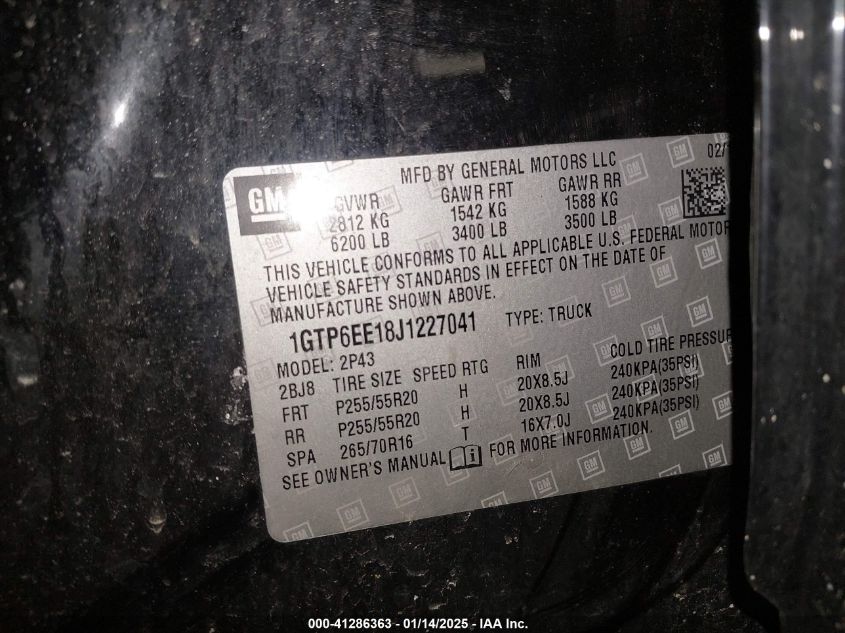 MFD BY GENERAL MOTORS LLC 02/
GM GVWR GAWR FRT GAWR RR
2812 KG 1542 KG 1588 KG
6200 LB 3400 LB 3500 LB
THIS VEHICLE CONFORMS TO ALL APPLICABLE U.S. FEDERAL MOTOR
VEHICLE SAFETY STANDARDS IN EFFECT ON THE DATE OF
MANUFACTURE SHOWN ABOVE.
1GTP6EE18J1227041 TYPE: TRUCK
MODEL: 2P43
2BJ8 TIRE SIZE SPEED RTG RIM COLD TIRE PRESSUR
FRT P255/55R20 H 20X8.5J 240KPA(35PSI)
RR P255/55R20 H 20X8.5J 240KPA(35PSI)
SPA 265/70R16 T 16X7.0J 240KPA(35PSI)
SEE OWNER'S MANUAL FOR MORE INFORMATION.
000-41286363 — 01/14/2025 – IAA Inc.